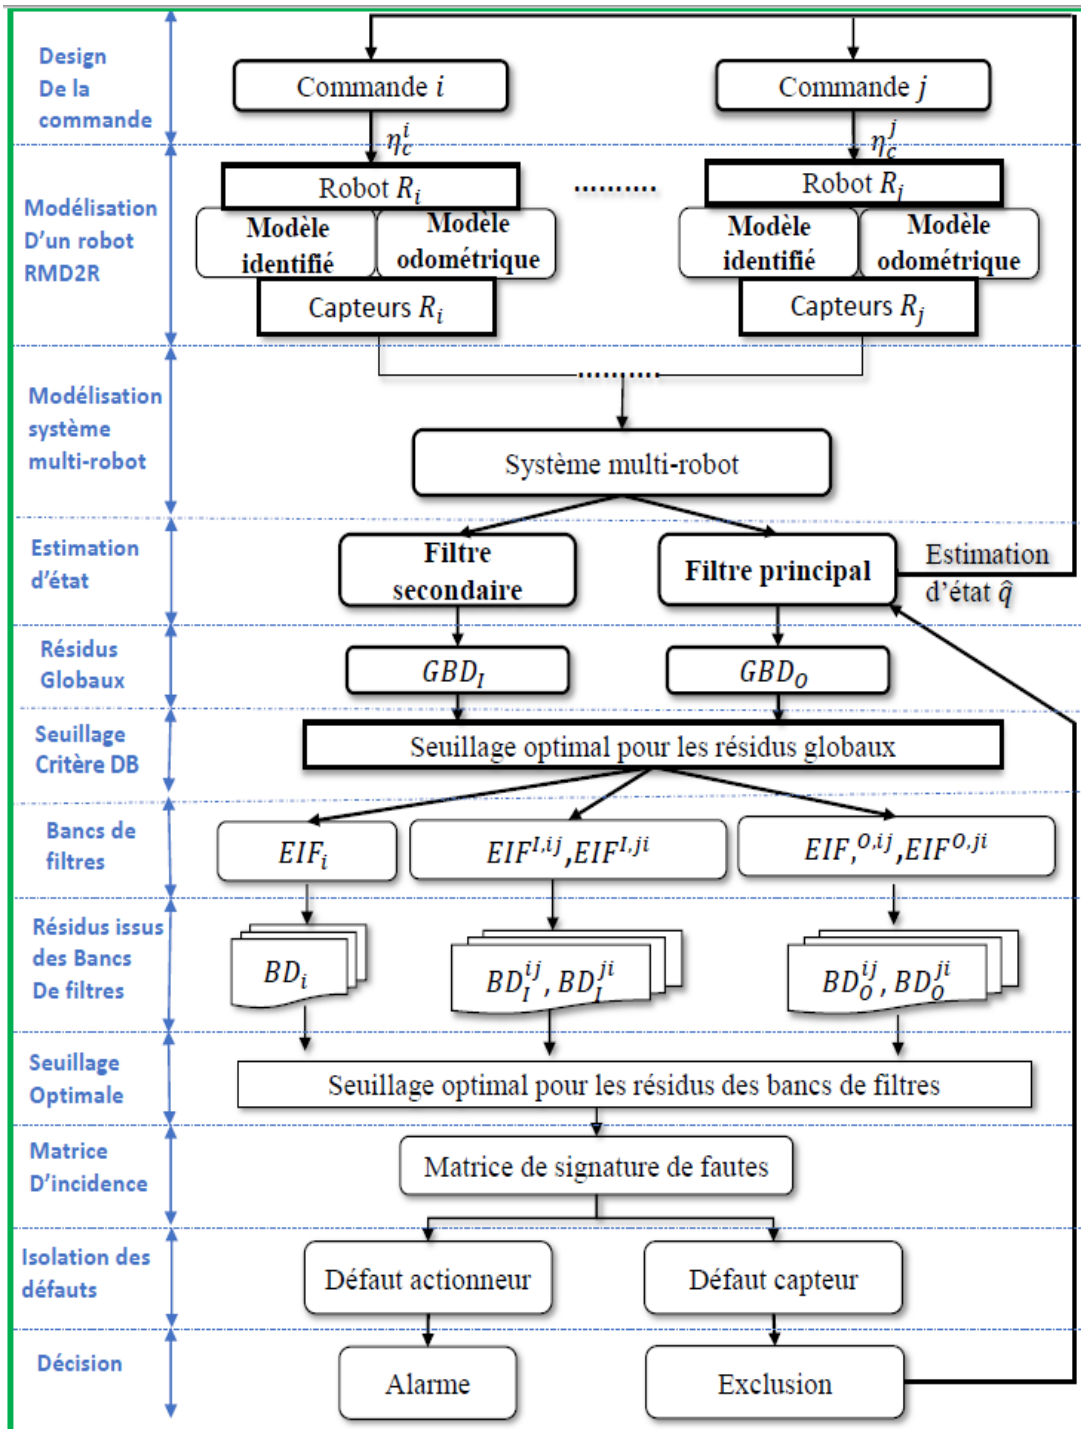 Design
De la
commande
Commande i
Commande j
η_c^i
η_c^j
Modélisation
D'un robot
RMD2R
Robot R_i
..........
Robot R_j
Modèle
identifié
Modèle
odométrique
Modèle
identifié
Modèle
odométrique
Capteurs R_i
Capteurs R_j
..........
Modélisation
système
multi-robot
Système multi-robot
Estimation
d'état
Filtre
secondaire
Filtre principal
Estimation
d'état q̂
Résidus
Globaux
GBD_I
GBD_O
Seuillage
Critère DB
Seuillage optimal pour les résidus globaux
Bancs de
filtres
EIF_i
EIF^{I,ij},EIF^{I,ji}
EIF,^{O,ij},EIF^{O,ji}
Résidus issus
des Bancs
De filtres
BD_i
BD_I^{ij}, BD_I^{ji}
BD_O^{ij}, BD_O^{ji}
Seuillage
Optimale
Seuillage optimal pour les résidus des bancs de filtres
Matrice
D'incidence
Matrice de signature de fautes
Isolation des
défauts
Défaut actionneur
Défaut capteur
Décision
Alarme
Exclusion